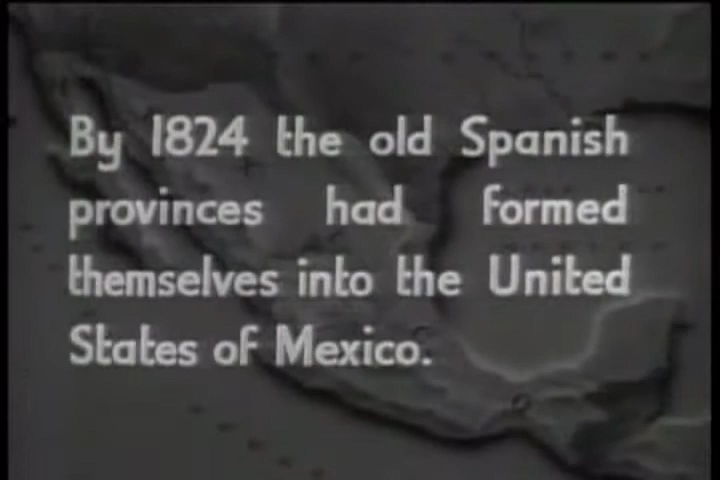 By 1824 the old Spanish
provinces had formed
themselves into the United
States of Mexico.